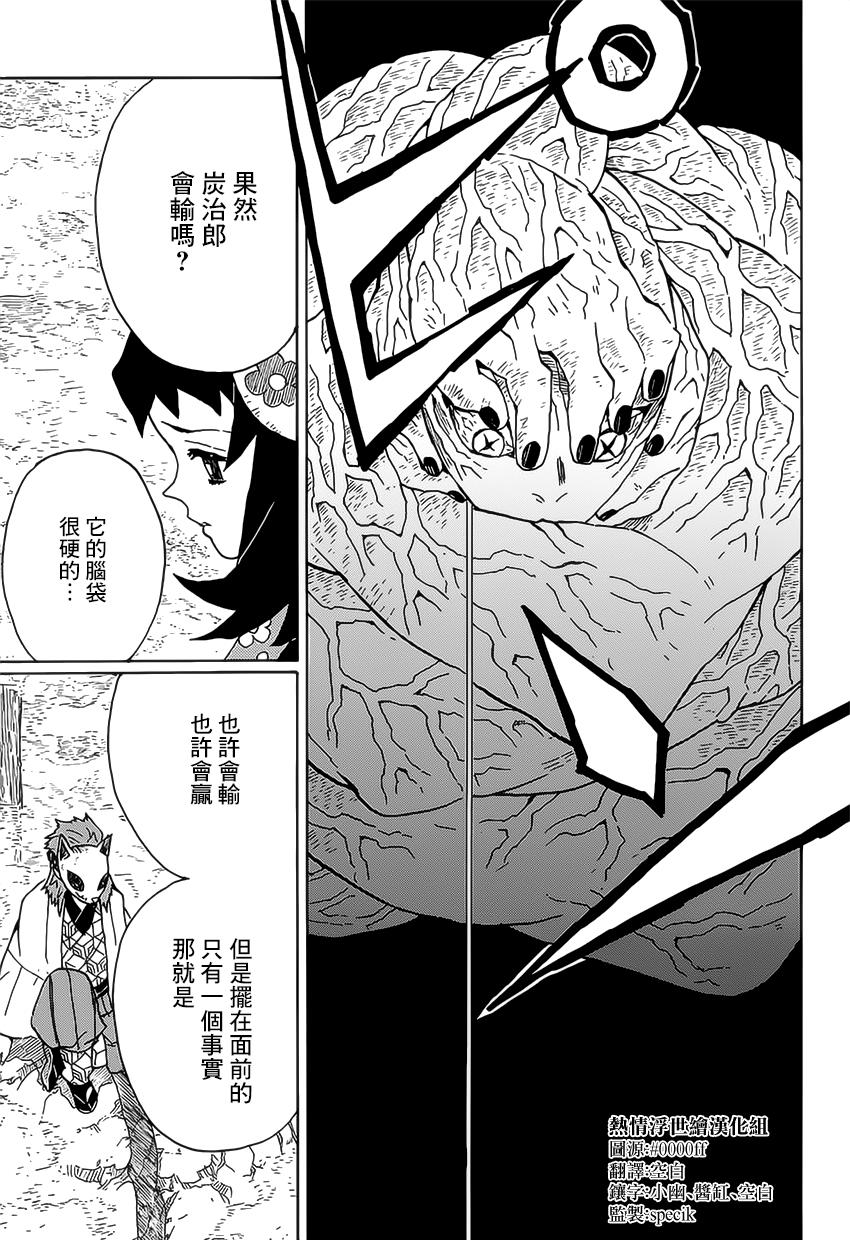 果然
炭治郎
會輸嗎?
它的腦袋
很硬的…
也許會輸
也許會贏
但是擺在面前的
只有一個事實
那就是
熱情浮世繪漢化組
圖源:#0000ff
翻譯:空白
鑲字:小幽、醬缸、空白
監製:specik